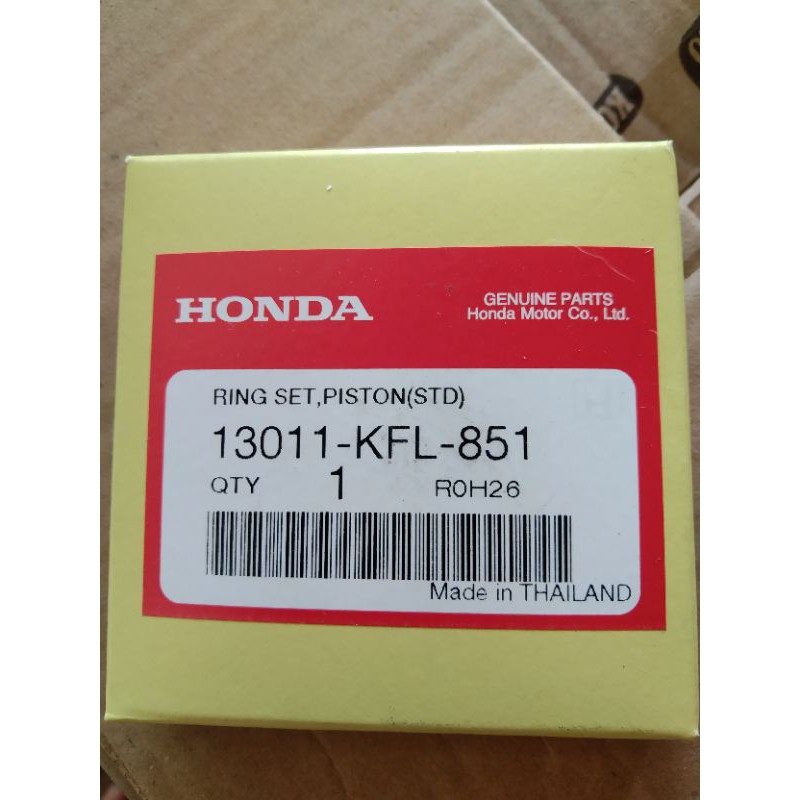 HONDA
GENUINE PARTS
Honda Motor Co., Ltd.
RING SET,PISTON(STD)
13011-KFL-851
QTY 1 R0H26
Made in THAILAND